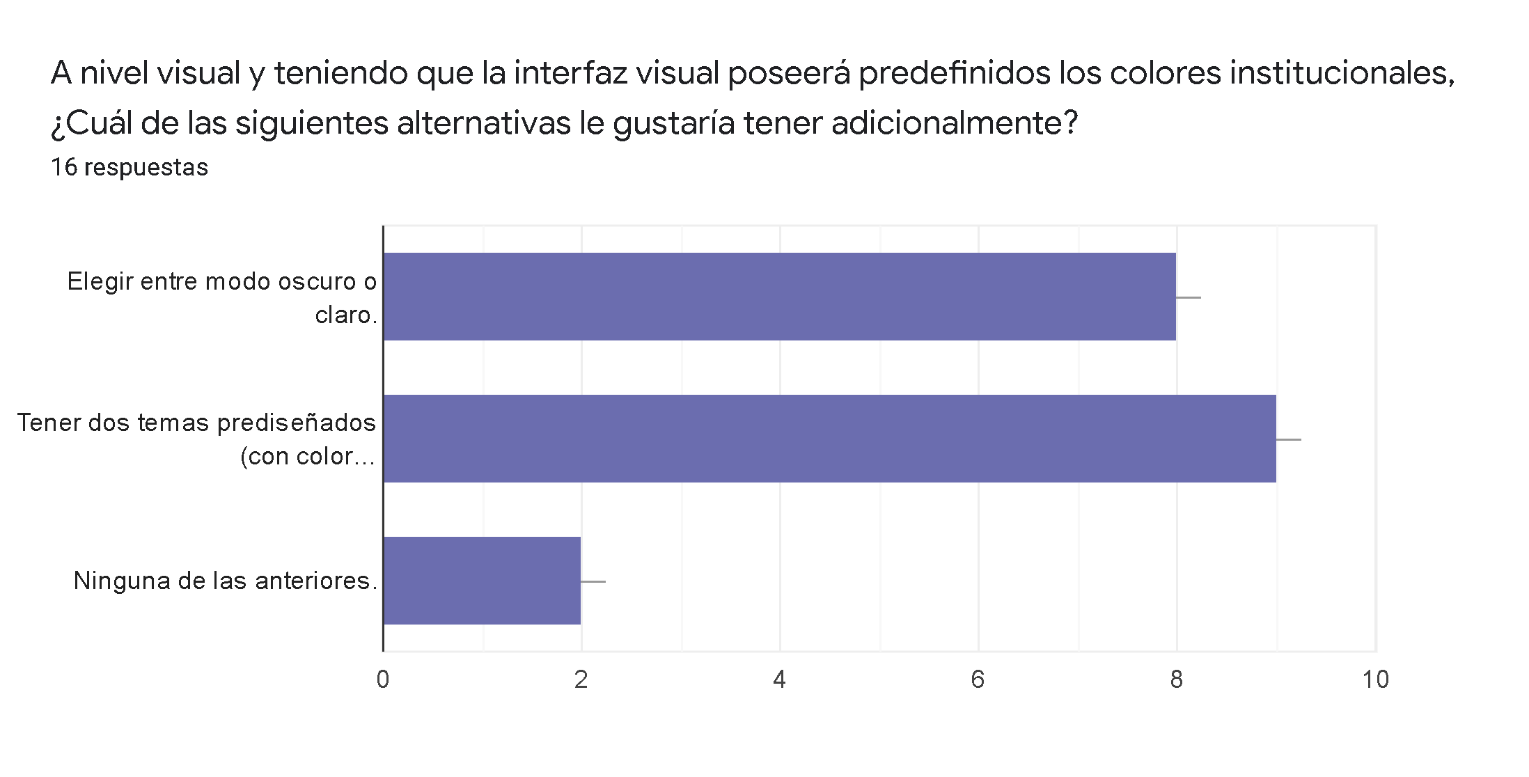 A nivel visual y teniendo que la interfaz visual poseerá predefinidos los colores institucionales,
¿Cuál de las siguientes alternativas le gustaría tener adicionalmente?
16 respuestas
Elegir entre modo oscuro o
claro.
Tener dos temas prediseñados
(con color...
Ninguna de las anteriores.
0 2 4 6 8 10